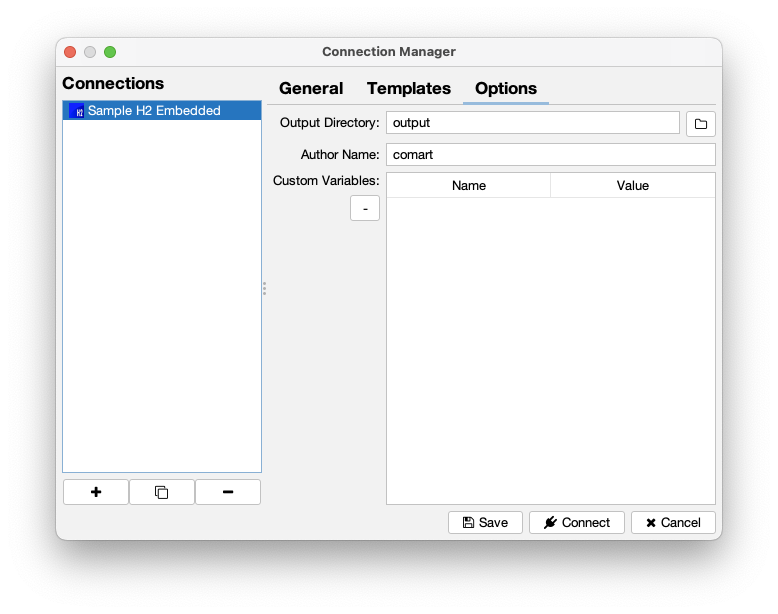 Connection Manager
Connections
General Templates Options
H2 Sample H2 Embedded
Output Directory: output
Author Name: comart
Custom Variables: Name Value
-
Save Connect Cancel